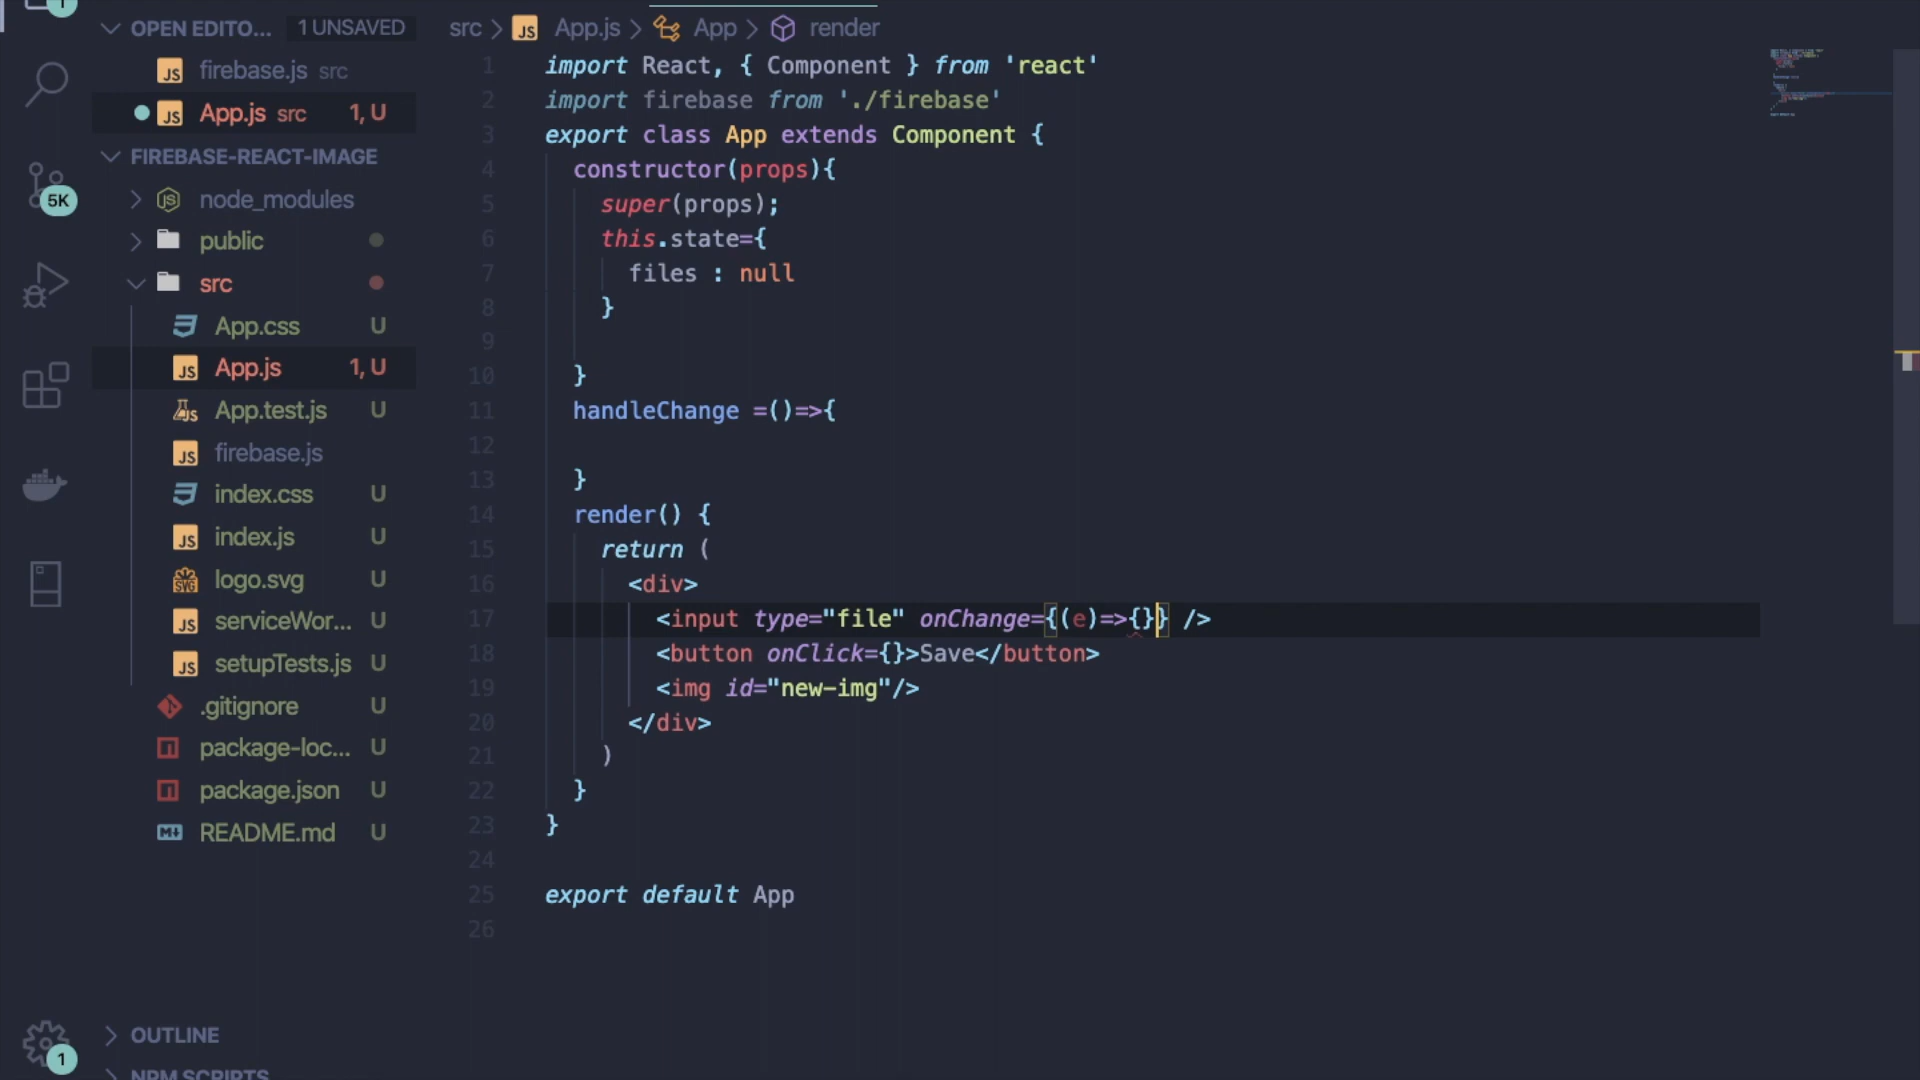 1
OPEN EDITO... 1 UNSAVED
firebase.js src
App.js src 1, U
FIREBASE-REACT-IMAGE
node_modules
public
src
App.css U
App.js 1, U
App.test.js U
firebase.js
index.css U
index.js U
logo.svg U
serviceWor... U
setupTests.js U
.gitignore U
package-loc... U
package.json U
README.md U
OUTLINE
NPM SCRIPTS
5K
1
src > JS App.js > App > render
1 import React, { Component } from 'react'
2 import firebase from './firebase'
3 export class App extends Component {
4 constructor(props){
5 super(props);
6 this.state={
7 files : null
8 }
9
10 }
11 handleChange =()=>{
12
13 }
14 render() {
15 return (
16 <div>
17 <input type="file" onChange={(e)=>{}} />
18 <button onClick={}>Save</button>
19 <img id="new-img"/>
20 </div>
21 )
22 }
23 }
24
25 export default App
26